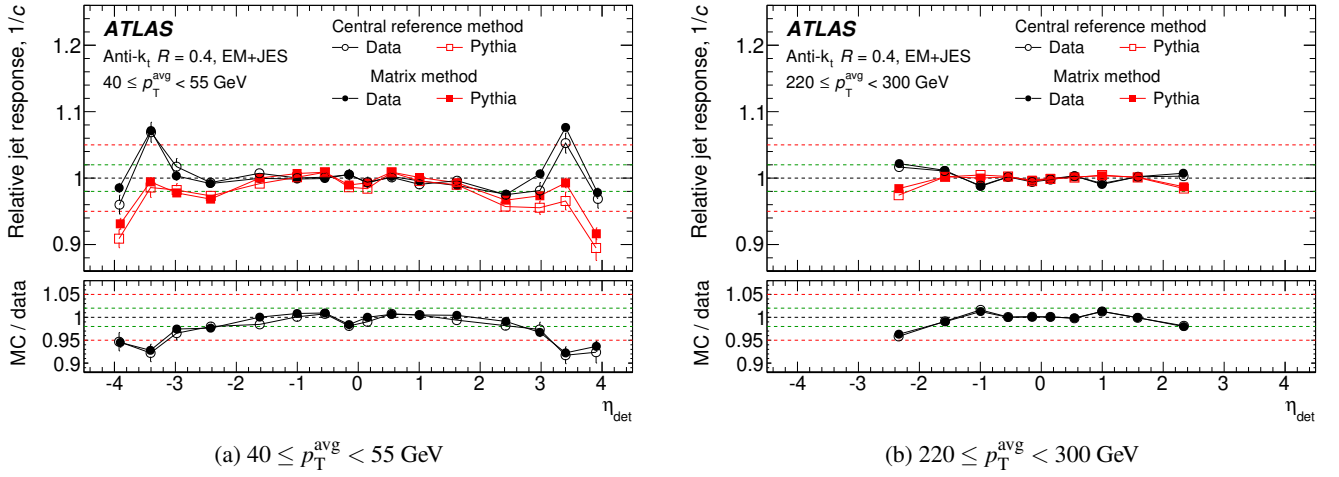 Relative jet response, 1/c
ATLAS
Anti-kt R = 0.4, EM+JES
40 ≤ p_T^avg < 55 GeV
Central reference method
Data Pythia
Matrix method
Data Pythia
1.2
1.1
1
0.9
MC / data
1.05
1
0.95
0.9
-4 -3 -2 -1 0 1 2 3 4
η_det
(a) 40 ≤ p_T^avg < 55 GeV
Relative jet response, 1/c
ATLAS
Anti-kt R = 0.4, EM+JES
220 ≤ p_T^avg < 300 GeV
Central reference method
Data Pythia
Matrix method
Data Pythia
1.2
1.1
1
0.9
MC / data
1.05
1
0.95
0.9
-4 -3 -2 -1 0 1 2 3 4
η_det
(b) 220 ≤ p_T^avg < 300 GeV